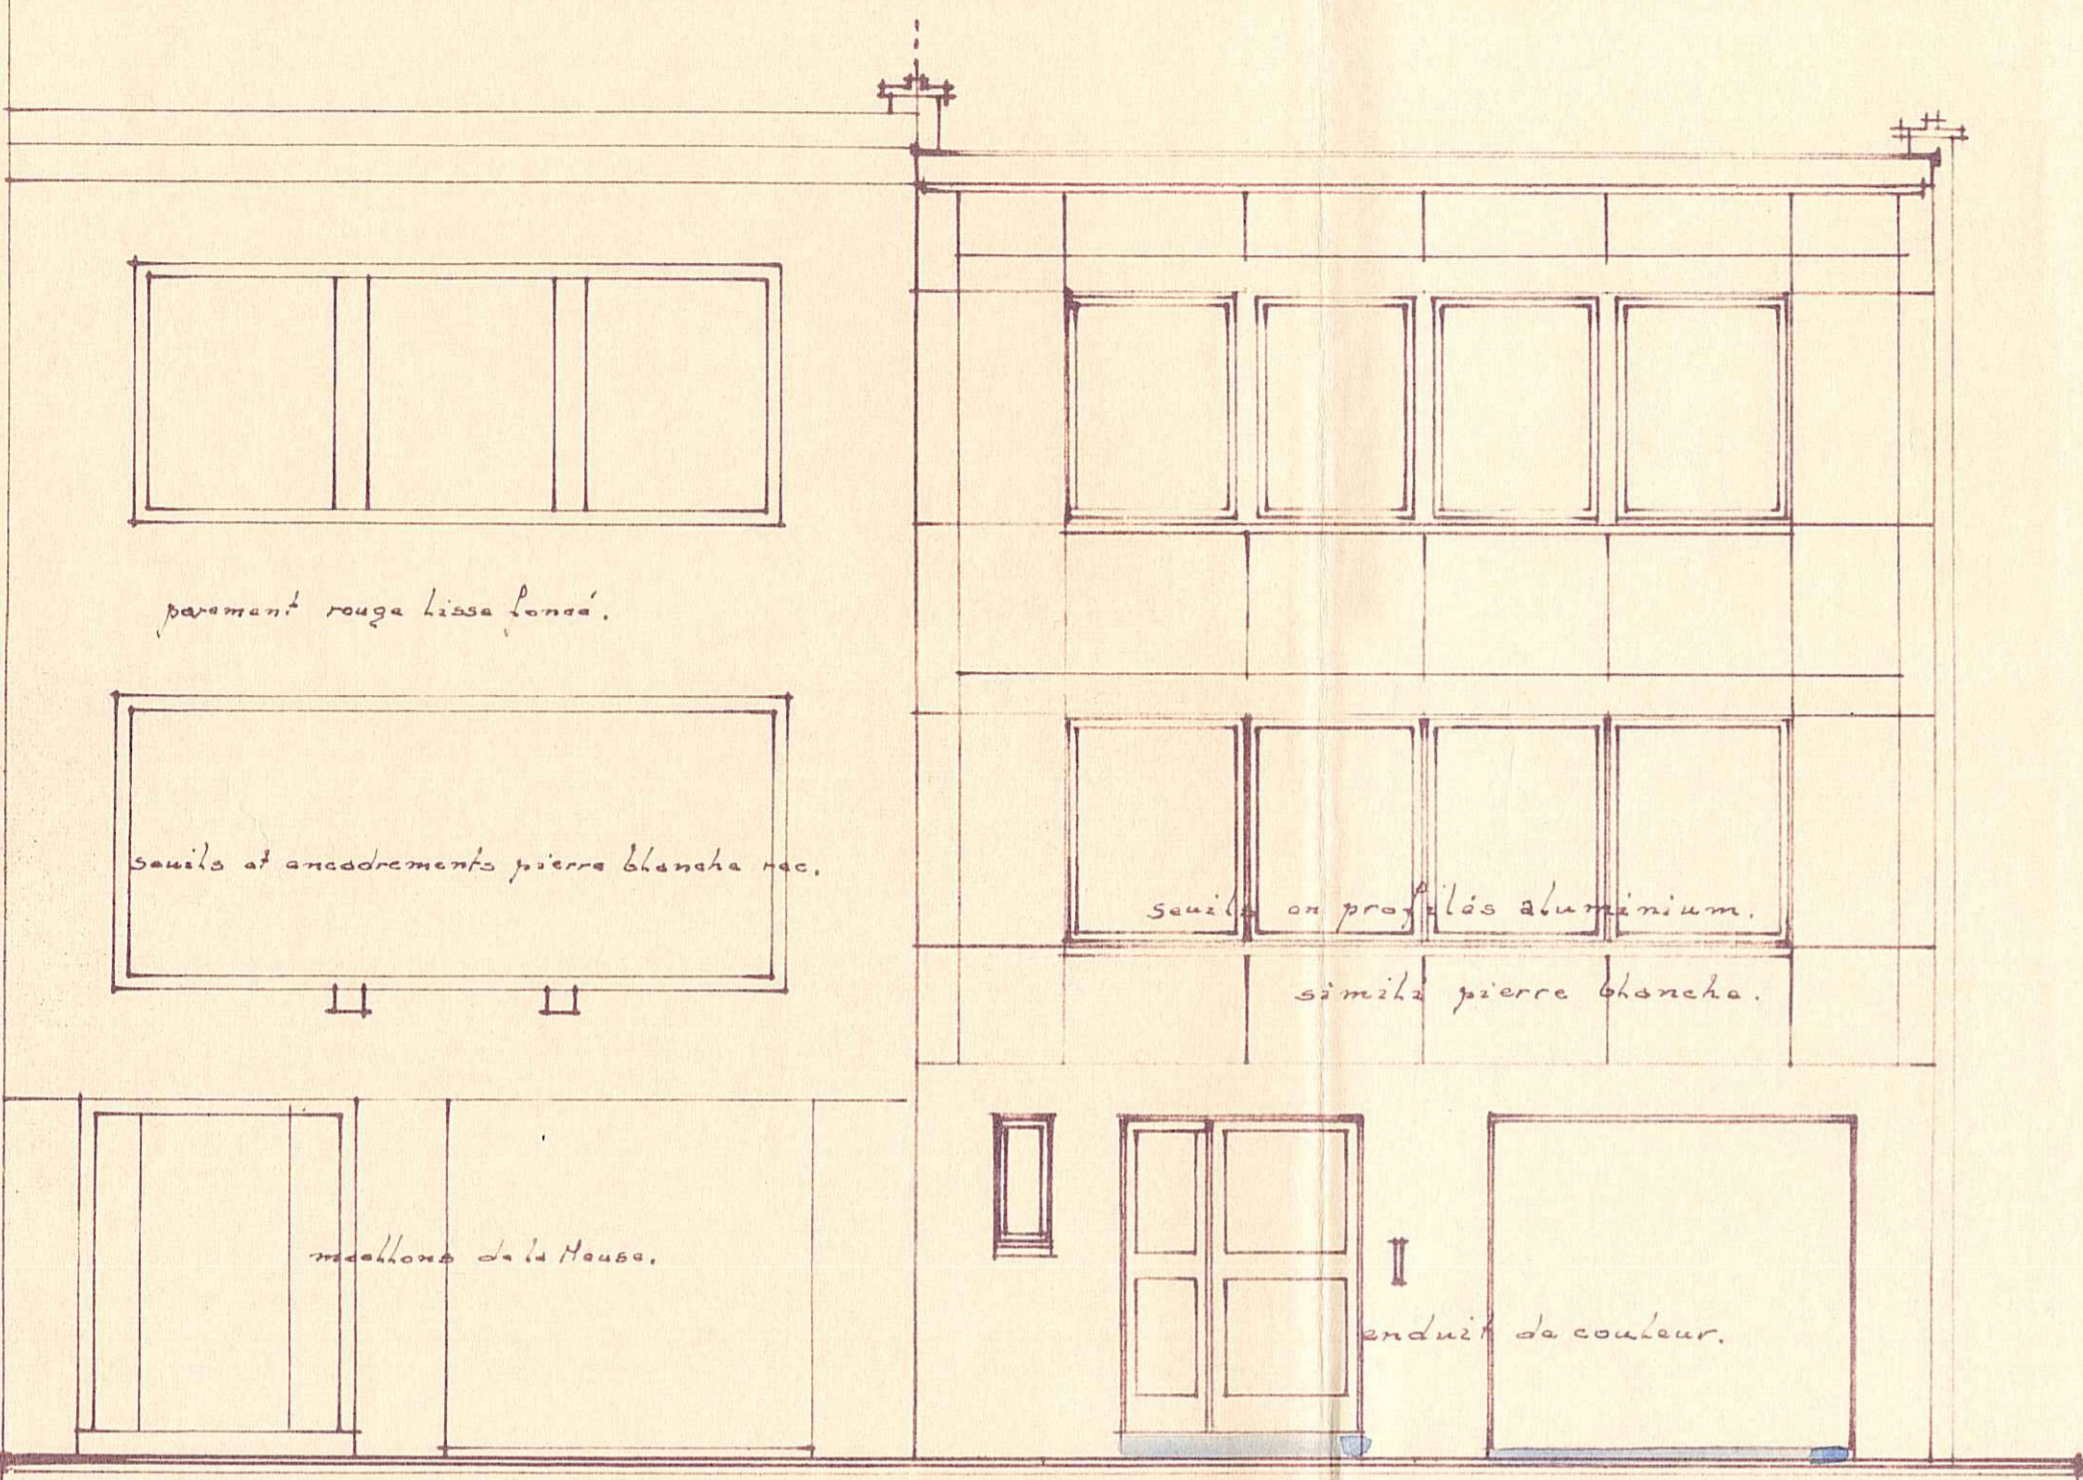 parement rouge lisse foncé.
seuils et encadrements pierre blanche rec.
seuils en profilés aluminium.
simili pierre blanche.
moellons de la Meuse.
enduit de couleur.